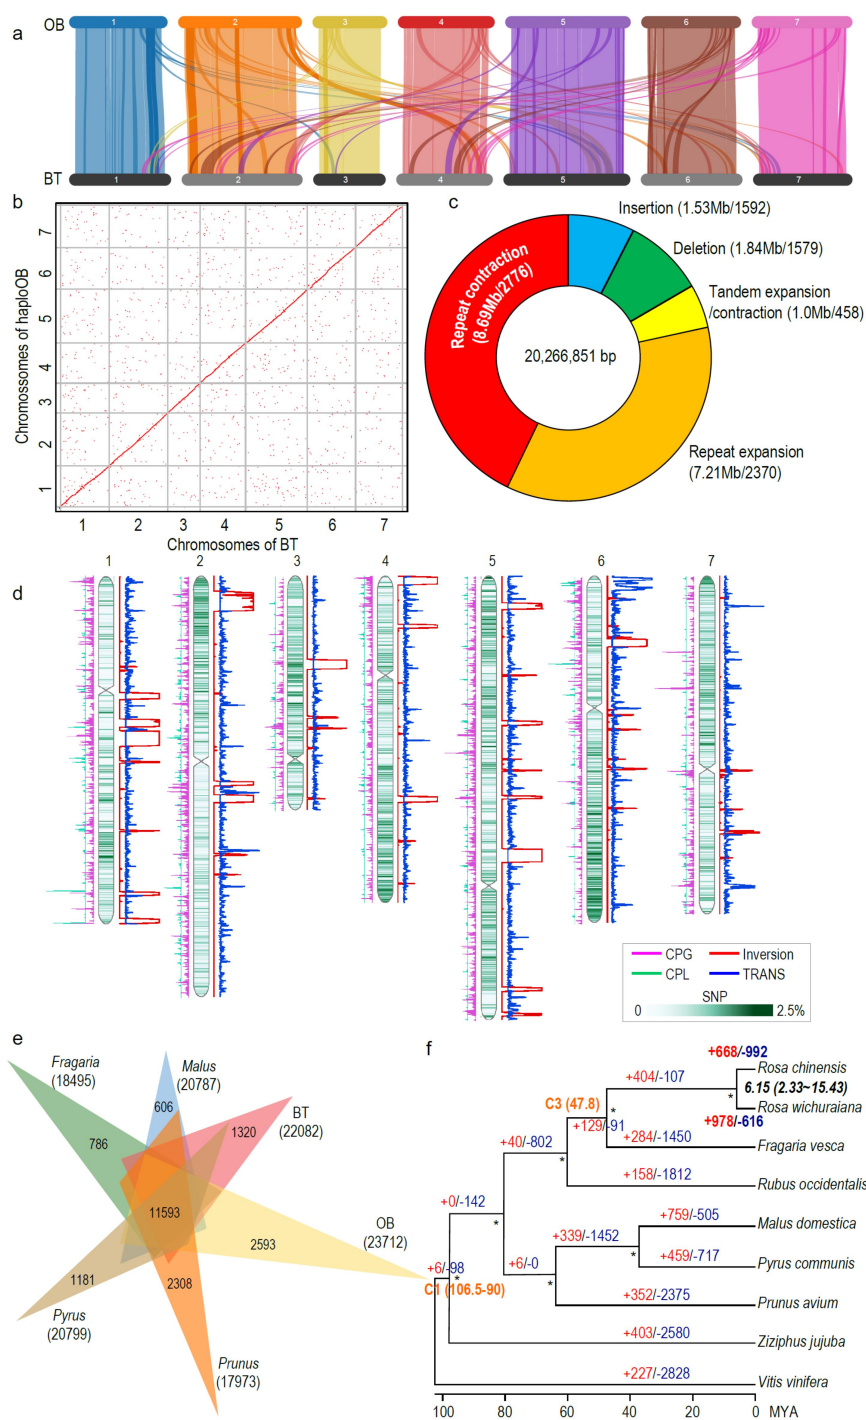 a
OB
1 2 3 4 5 6 7
BT
1 2 3 4 5 6 7
b
Chromossomes of haploOB
7
6
5
4
3
2
1
1 2 3 4 5 6 7
Chromosomes of BT
c
Insertion (1.53Mb/1592)
Deletion (1.84Mb/1579)
Tandem expansion
/contraction (1.0Mb/458)
Repeat expansion
(7.21Mb/2370)
Repeat contraction
(8.69Mb/2776)
20,266,851 bp
d
1 2 3 4 5 6 7
CPG
Inversion
CPL
TRANS
SNP
0
2.5%
e
Fragaria
(18495)
Malus
(20787)
BT
(22082)
OB
(23712)
Prunus
(17973)
Pyrus
(20799)
606
1320
786
11593
2593
1181
2308
f
+668/-992
Rosa chinensis
+404/-107
6.15 (2.33~15.43)
C3 (47.8)
Rosa wichuraiana
+978/-616
+129/-91
+284/-1450
Fragaria vesca
+40/-802
+158/-1812
Rubus occidentalis
+0/-142
+759/-505
Malus domestica
+339/-1452
+459/-717
Pyrus communis
+6/-0
+6/-98
C1 (106.5-90)
+352/-2375
Prunus avium
+403/-2580
Ziziphus jujuba
+227/-2828
Vitis vinifera
* * * * * * *
100 80 60 40 20 0 MYA